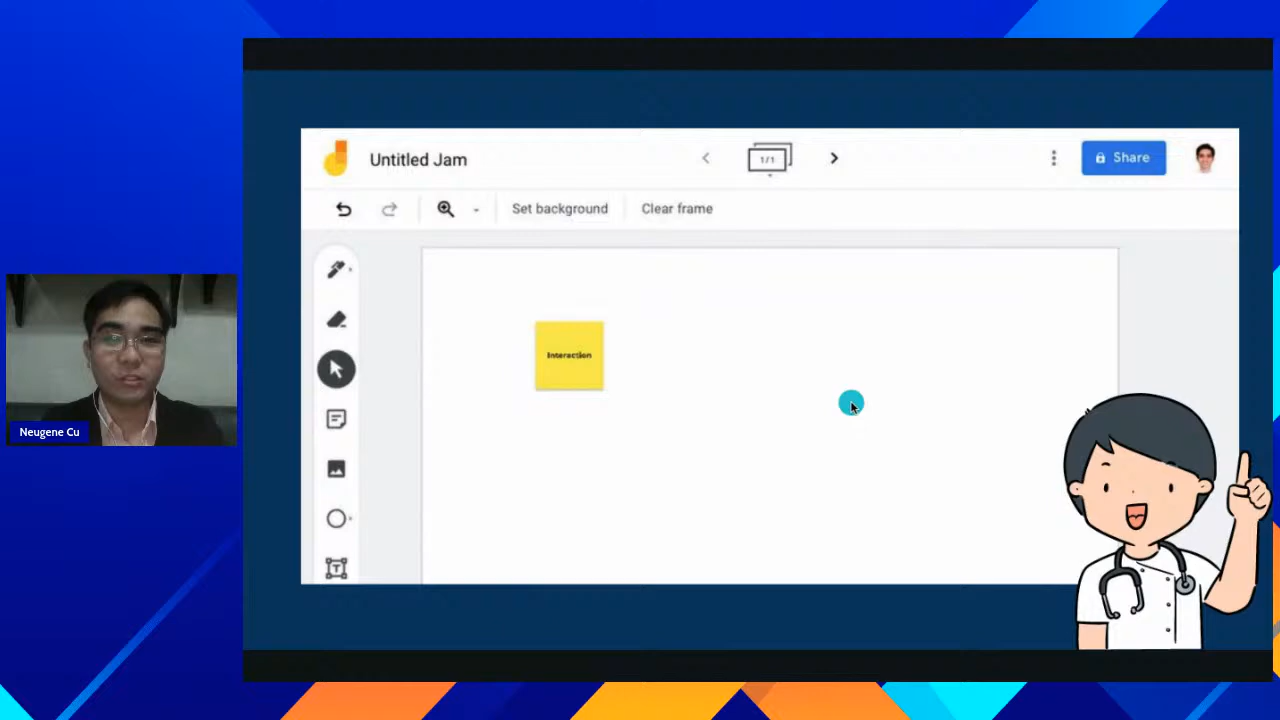 Untitled Jam
1/1
Share
Set background
Clear frame
Interaction
T
Neugene Cu